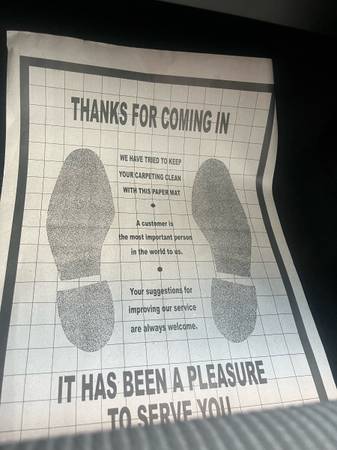 THANKS FOR COMING IN
WE HAVE TRIED TO KEEP
YOUR CARPETING CLEAN
WITH THIS PAPER MAT
A customer is
the most important person
in the world to us.
Your suggestions for
improving our service
are always welcome.
IT HAS BEEN A PLEASURE
TO SERVE YOU